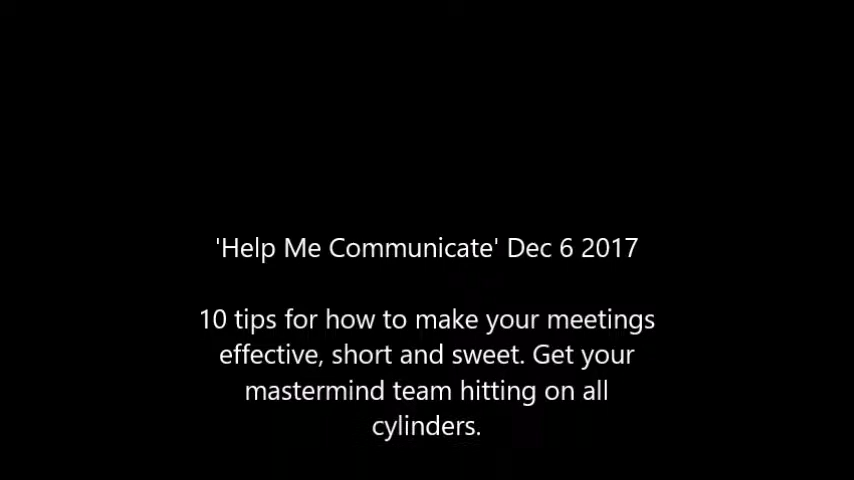 'Help Me Communicate' Dec 6 2017
10 tips for how to make your meetings
effective, short and sweet. Get your
mastermind team hitting on all
cylinders.